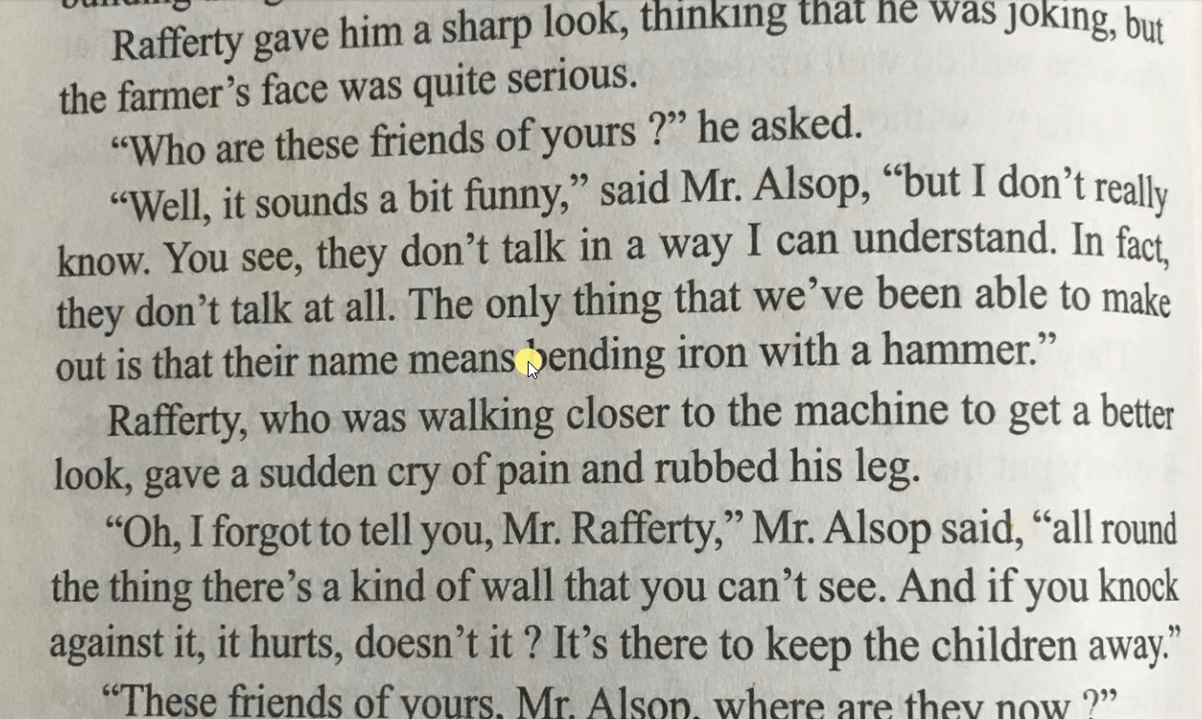 Rafferty gave him a sharp look, thinking that he was joking, but
the farmer's face was quite serious.
“Who are these friends of yours ?” he asked.
“Well, it sounds a bit funny,” said Mr. Alsop, “but I don't really
know. You see, they don't talk in a way I can understand. In fact,
they don't talk at all. The only thing that we've been able to make
out is that their name means bending iron with a hammer.”
Rafferty, who was walking closer to the machine to get a better
look, gave a sudden cry of pain and rubbed his leg.
“Oh, I forgot to tell you, Mr. Rafferty,” Mr. Alsop said, “all round
the thing there's a kind of wall that you can't see. And if you knock
against it, it hurts, doesn't it ? It's there to keep the children away.”
“These friends of yours, Mr. Alsop, where are they now ?”